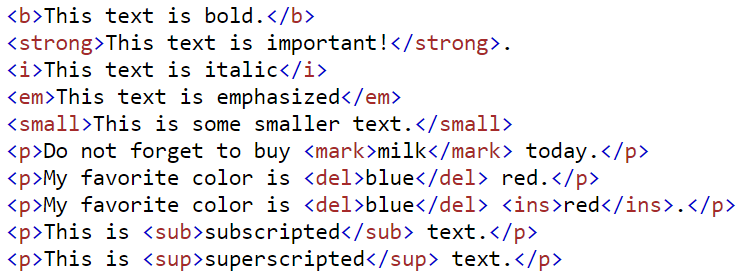 <b>This text is bold.</b>
<strong>This text is important!</strong>.
<i>This text is italic</i>
<em>This text is emphasized</em>
<small>This is some smaller text.</small>
<p>Do not forget to buy <mark>milk</mark> today.</p>
<p>My favorite color is <del>blue</del> red.</p>
<p>My favorite color is <del>blue</del> <ins>red</ins>.</p>
<p>This is <sub>subscripted</sub> text.</p>
<p>This is <sup>superscripted</sup> text.</p>